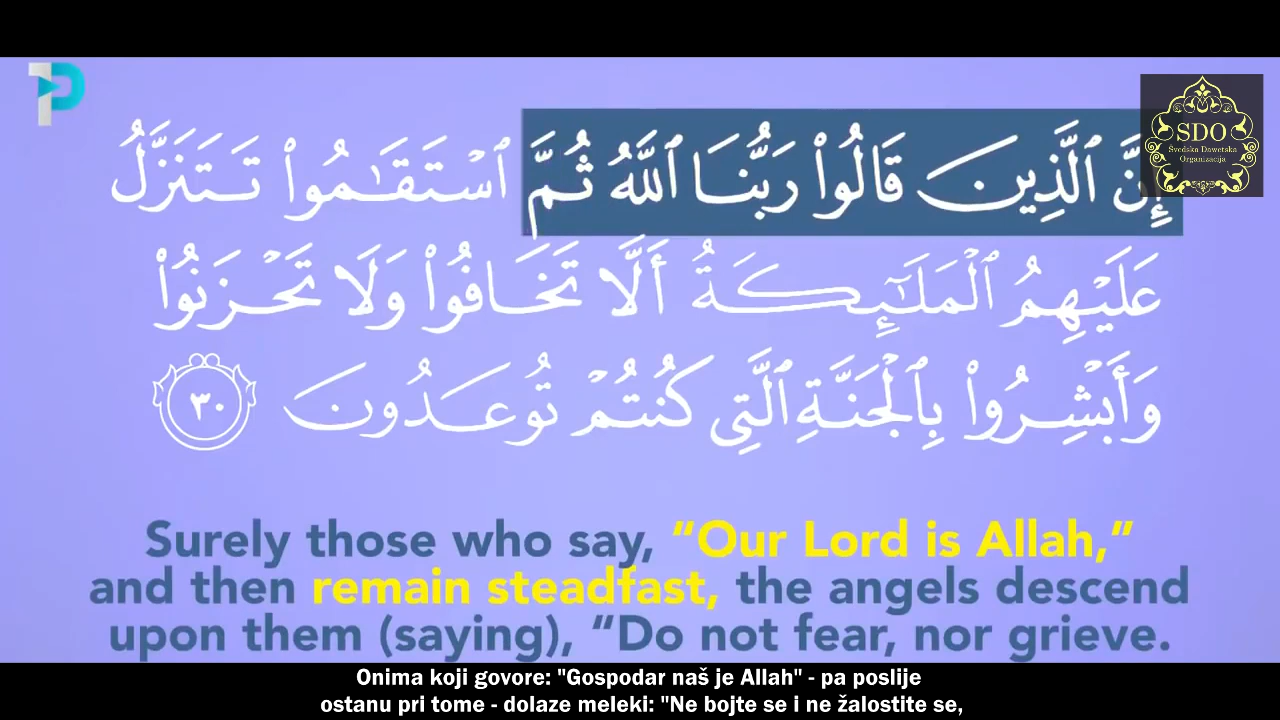 P
SDO
Švedska Dawetska
Organizacija
إِنَّ ٱلَّذِينَ قَالُوا۟ رَبُّنَا ٱللَّهُ ثُمَّ ٱسْتَقَـٰمُوا۟ تَتَنَزَّلُ
عَلَيْهِمُ ٱلْمَلَـٰٓئِكَةُ أَلَّا تَخَافُوا۟ وَلَا تَحْزَنُوا۟
وَأَبْشِرُوا۟ بِٱلْجَنَّةِ ٱلَّتِى كُنتُمْ تُوعَدُونَ ٣٠
Surely those who say, “Our Lord is Allah,”
and then remain steadfast, the angels descend
upon them (saying), “Do not fear, nor grieve.
Onima koji govore: "Gospodar naš je Allah" - pa poslije
ostanu pri tome - dolaze meleki: "Ne bojte se i ne žalostite se,